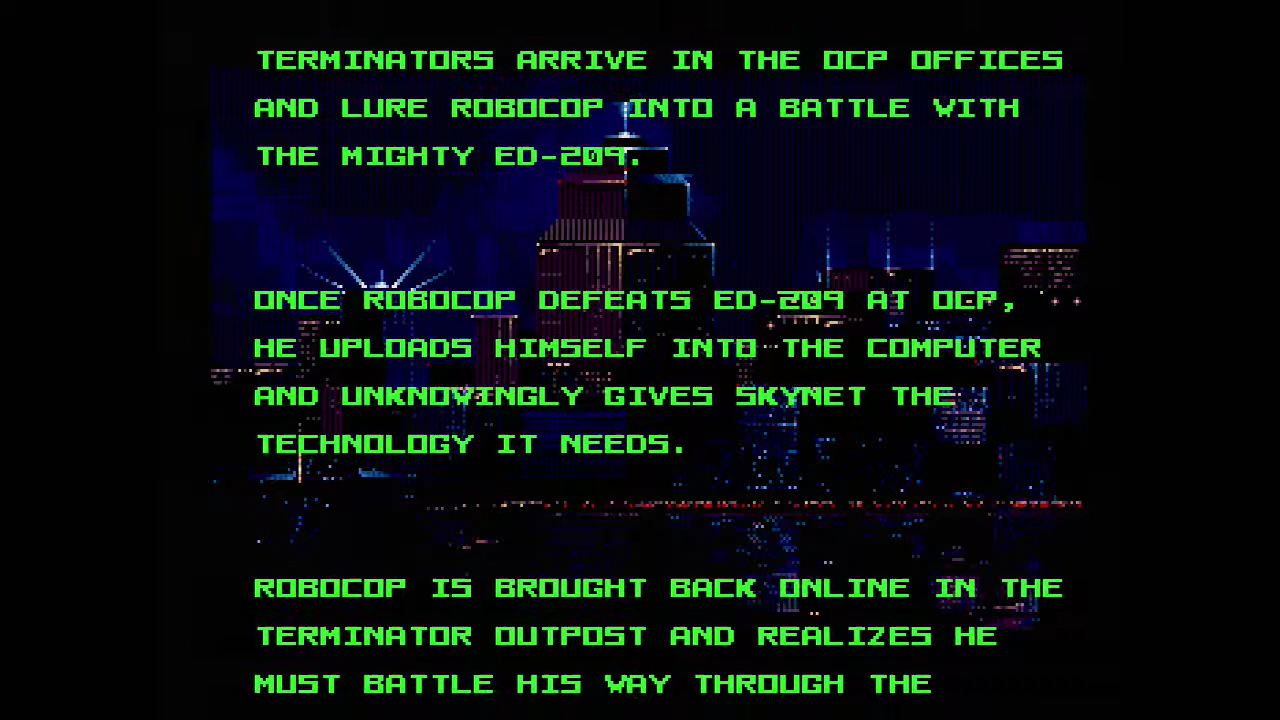 TERMINATORS ARRIVE IN THE OCP OFFICES
AND LURE ROBOCOP INTO A BATTLE WITH
THE MIGHTY ED-209.
ONCE ROBOCOP DEFEATS ED-209 AT OCP,
HE UPLOADS HIMSELF INTO THE COMPUTER
AND UNKNOWINGLY GIVES SKYNET THE
TECHNOLOGY IT NEEDS.
ROBOCOP IS BROUGHT BACK ONLINE IN THE
TERMINATOR OUTPOST AND REALIZES HE
MUST BATTLE HIS WAY THROUGH THE